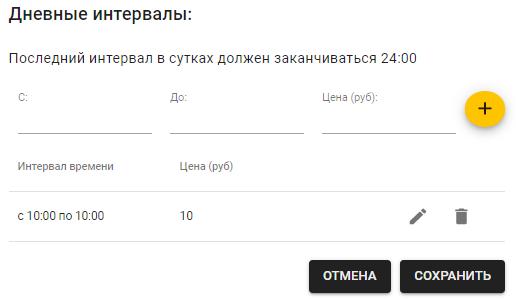 Дневные интервалы:
Последний интервал в сутках должен заканчиваться 24:00
С: До: Цена (руб):
+
Интервал времени Цена (руб)
с 10:00 по 10:00 10
ОТМЕНА СОХРАНИТЬ